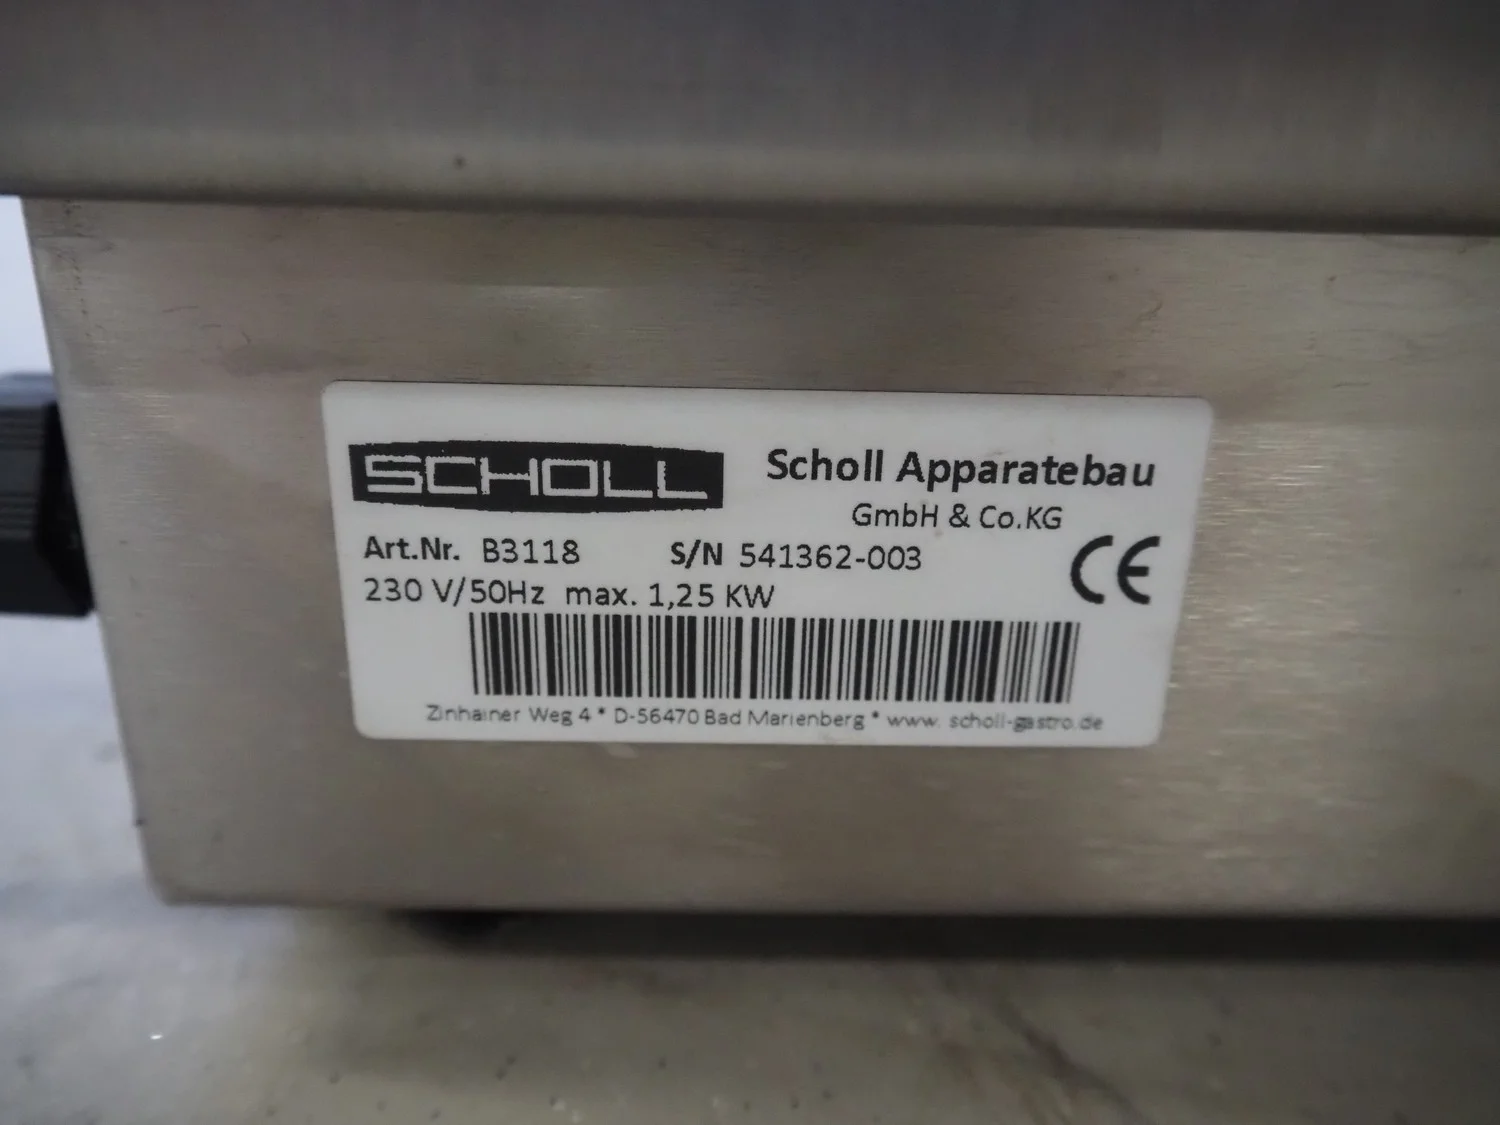 SCHOLL
Scholl Apparatebau
GmbH & Co.KG
Art.Nr. B3118 S/N 541362-003
230 V/50Hz max. 1,25 KW
CE
Zinhainer Weg 4 * D-56470 Bad Marienberg * www. scholl-gastro.de